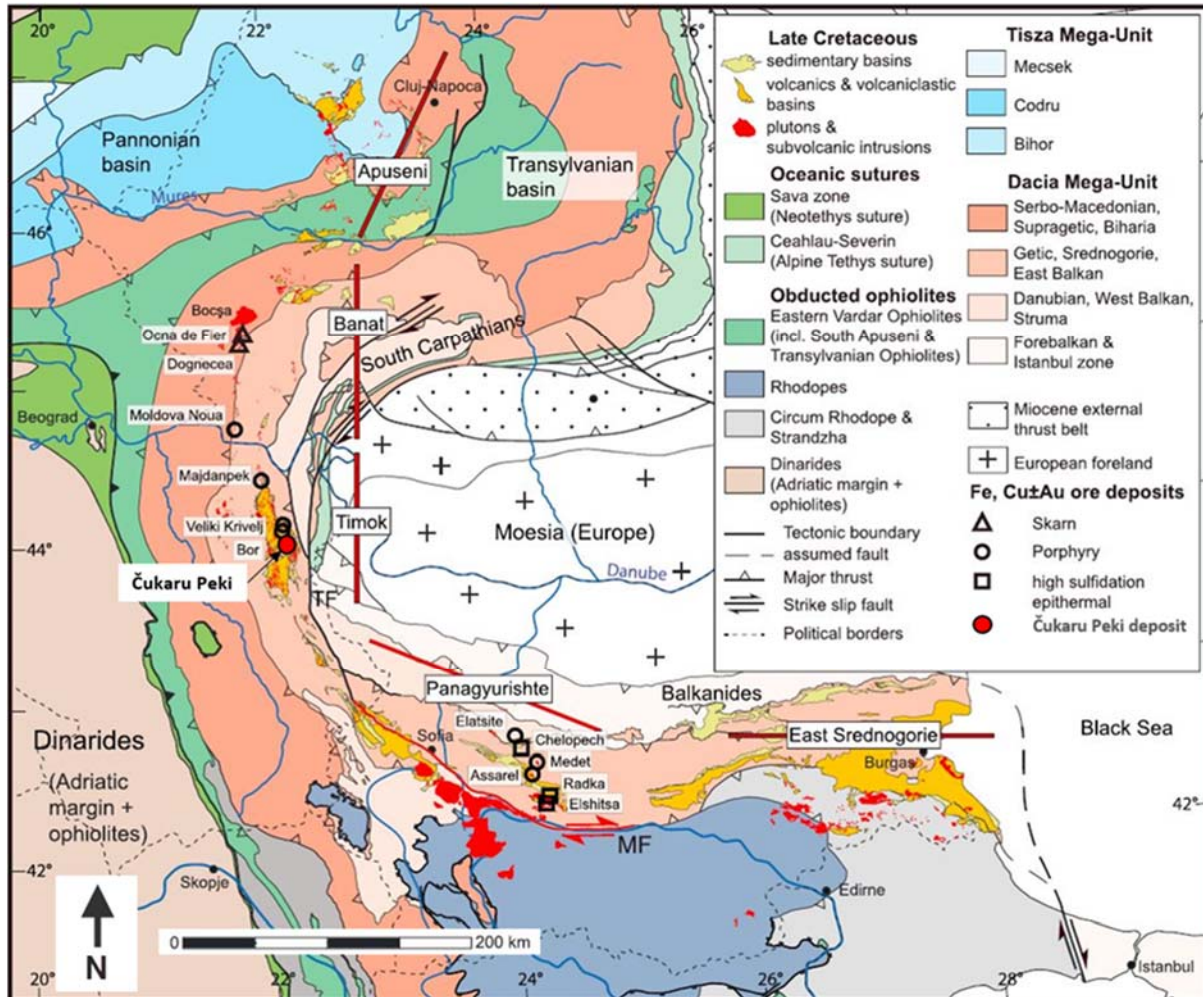 20°
22°
24°
26°
Cluj-Napoca
Pannonian
basin
Transylvanian
basin
Apuseni
Mures
46°
Bocşa
Ocna de Fier
Dognecea
Banat
South Carpathians
Beograd
Moldova Noua
Majdanpek
Veliki Krivelj
Timok
Bor
Moesia (Europe)
44°
44°
Čukaru Peki
Danube
TF
Panagyurishte
Balkanides
Elatsite
Sofia
Chelopech
East Srednogorie
Black Sea
Dinarides
(Adriatic
margin +
ophiolites)
Medet
Assarel
Radka
Elshitsa
Burgas
42°
MF
42°
Skopje
Edirne
0
200 km
N
Istanbul
20°
22°
24°
26°
28°
Late Cretaceous
sedimentary basins
volcanics & volcaniclastic
basins
plutons &
subvolcanic intrusions
Oceanic sutures
Sava zone
(Neotethys suture)
Ceahlau-Severin
(Alpine Tethys suture)
Obducted ophiolites
Eastern Vardar Ophiolites
(incl. South Apuseni &
Transylvanian Ophiolites)
Rhodopes
Circum Rhodope &
Strandzha
Dinarides
(Adriatic margin +
ophiolites)
Tectonic boundary
assumed fault
Major thrust
Strike slip fault
Political borders
Tisza Mega-Unit
Mecsek
Codru
Bihor
Dacia Mega-Unit
Serbo-Macedonian,
Supragetic, Biharia
Getic, Srednogorie,
East Balkan
Danubian, West Balkan,
Struma
Forebalkan &
Istanbul zone
Miocene external
thrust belt
European foreland
Fe, Cu±Au ore deposits
Skarn
Porphyry
high sulfidation
epithermal
Čukaru Peki deposit